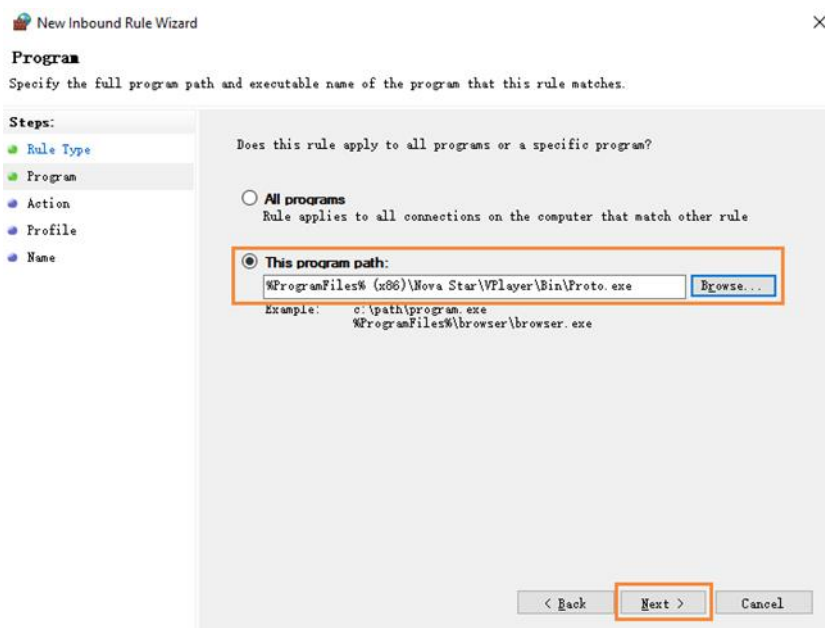 New Inbound Rule Wizard
Program
Specify the full program path and executable name of the program that this rule matches.
Steps:
Rule Type
Program
Action
Profile
Name
Does this rule apply to all programs or a specific program?
All programs
Rule applies to all connections on the computer that match other rule
This program path:
%ProgramFiles% (x86)\Nova Star\VPlayer\Bin\Proto.exe
Browse...
Example: c:\path\program.exe
%ProgramFiles%\browser\browser.exe
< Back
Next >
Cancel